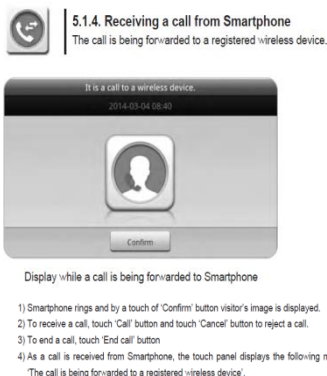 5.1.4. Receiving a call from Smartphone
The call is being forwarded to a registered wireless device.
It is a call to a wireless device.
2014-03-04 08:40
Confirm
Display while a call is being forwarded to Smartphone
1) Smartphone rings and by a touch of 'Confirm' button visitor's image is displayed.
2) To receive a call, touch 'Call' button and touch 'Cancel' button to reject a call.
3) To end a call, touch 'End call' button
4) As a call is received from Smartphone, the touch panel displays the following
'The call is being forwarded to a registered wireless device'.